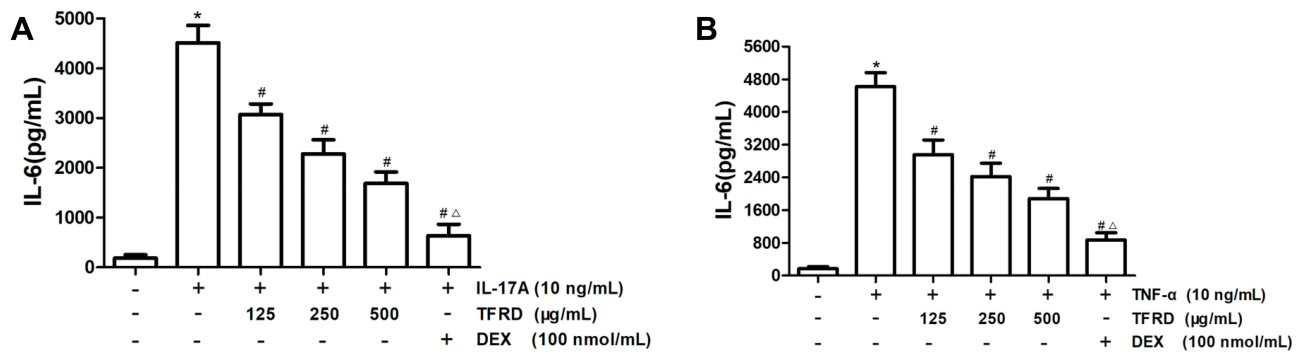 A
IL-6(pg/mL)
5000
4000
3000
2000
1000
0
*
#
#
#
# △
- + + + + + IL-17A (10 ng/mL)
- - 125 250 500 - TFRD (μg/mL)
- - - - - + DEX (100 nmol/mL)
B
IL-6(pg/mL)
5600
4800
4000
3200
2400
1600
800
0
*
#
#
#
# △
- + + + + + TNF-α (10 ng/mL)
- - 125 250 500 - TFRD (μg/mL)
- - - - - + DEX (100 nmol/mL)